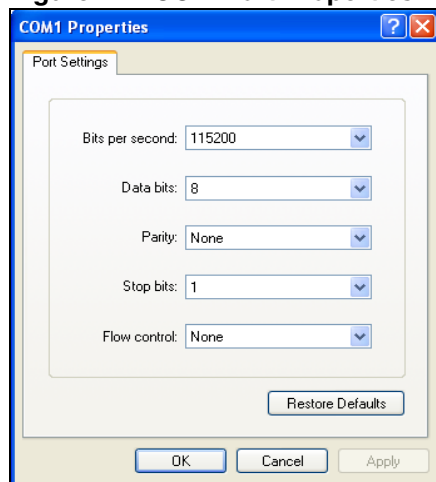 COM1 Properties
Port Settings
Bits per second: 115200
Data bits: 8
Parity: None
Stop bits: 1
Flow control: None
Restore Defaults
OK Cancel Apply